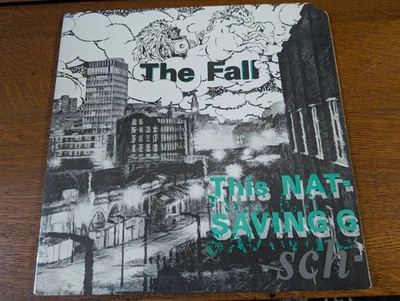 The Fall
This NAT-
SAVING G
sch